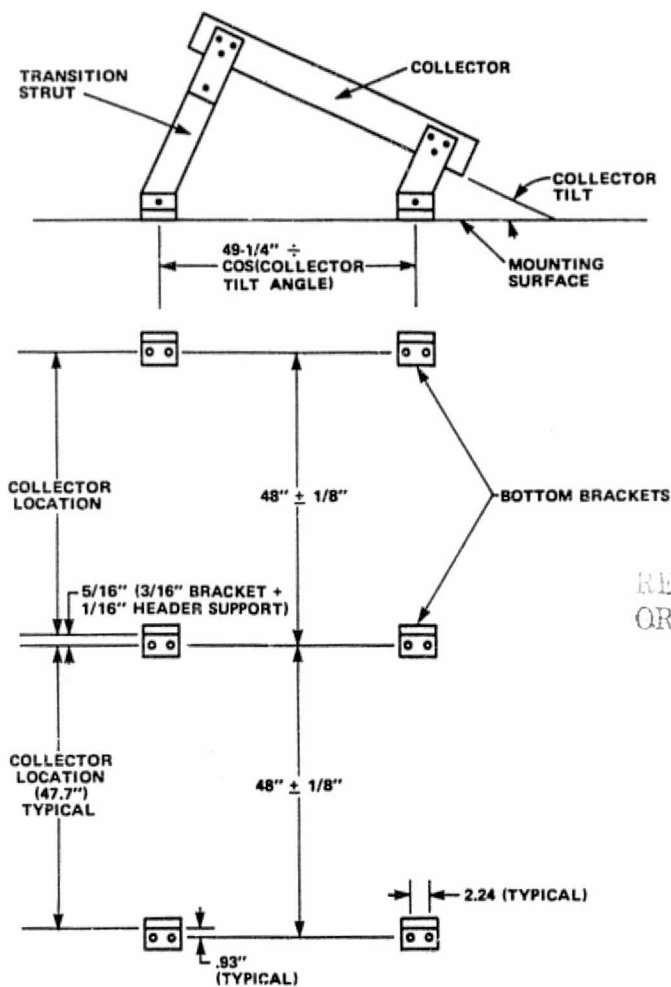 TRANSITION
STRUT
COLLECTOR
COLLECTOR
TILT
49-1/4" ÷
COS(COLLECTOR
TILT ANGLE)
MOUNTING
SURFACE
COLLECTOR
LOCATION
48" ± 1/8"
BOTTOM BRACKETS
5/16" (3/16" BRACKET +
1/16" HEADER SUPPORT)
RE
OR
COLLECTOR
LOCATION
(47.7")
TYPICAL
48" ± 1/8"
2.24 (TYPICAL)
.93"
(TYPICAL)